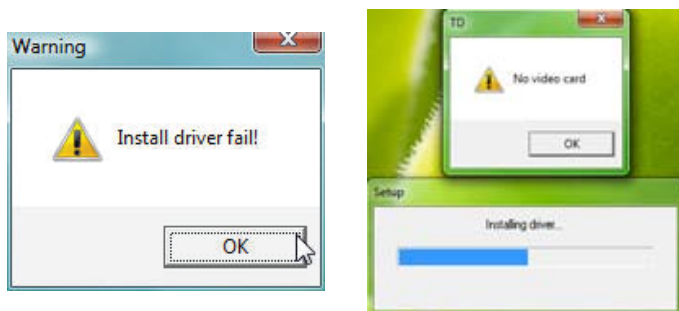 Warning
Install driver fail!
OK
TD
No video card
OK
Setup
Installing driver...